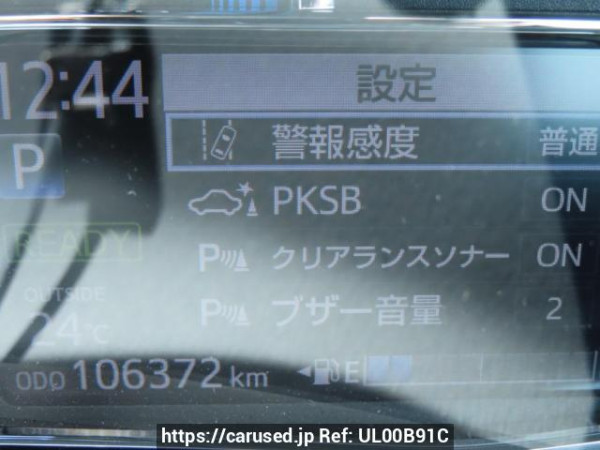 12:44
設定
警報感度 普通
P
PKSB ON
READY
クリアランスソナー ON
OUTSIDE
24℃
ブザー音量 2
ODO 106372 km
E
https://carused.jp Ref: UL00B91C